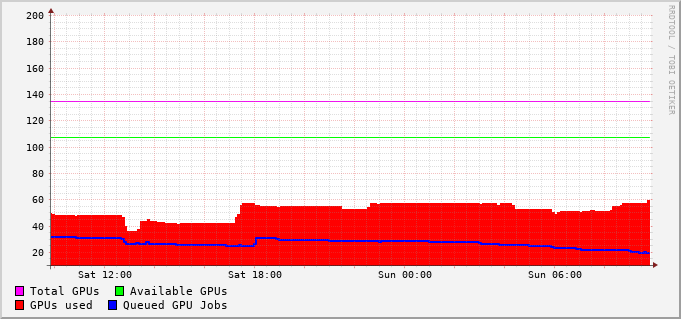 200
180
160
140
120
100
80
60
40
20
Sat 12:00 Sat 18:00 Sun 00:00 Sun 06:00
Total GPUs Available GPUs
GPUs used Queued GPU Jobs
RRDTOOL / TOBI OETIKER